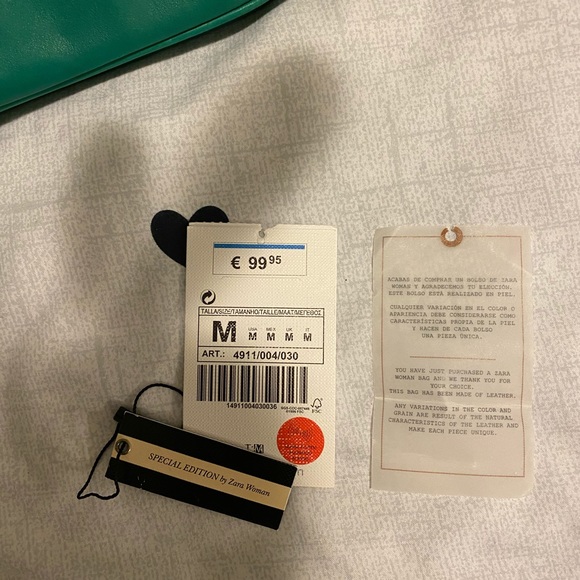 € 99 95
TALLA/SIZE/TAMANHO/TAILLE/MAAT/ΜΕΓΕΘΟΣ
M
USA M
MEX M
UK M
IT M
ART.: 4911/004/030
14911004030036
FSC
M
SPECIAL EDITION by Zara Woman
ACABAS DE COMPRAR UN BOLSO DE ZARA
WOMAN Y AGRADECEMOS TU ELECCIÓN.
ESTE BOLSO ESTÁ REALIZADO EN PIEL.
CUALQUIER VARIACIÓN EN EL COLOR O
APARIENCIA DEBE CONSIDERARSE COMO
CARACTERÍSTICAS PROPIA DE LA PIEL
Y HACEN DE CADA BOLSO
UNA PIEZA ÚNICA.
YOU HAVE JUST PURCHASED A ZARA
WOMAN BAG AND WE THANK YOU FOR
YOUR CHOICE.
THIS BAG HAS BEEN MADE OF LEATHER.
ANY VARIATIONS IN THE COLOR AND
GRAIN ARE RESULT OF THE NATURAL
CHARACTERISTICS OF THE LEATHER AND
MAKE EACH PIECE UNIQUE.